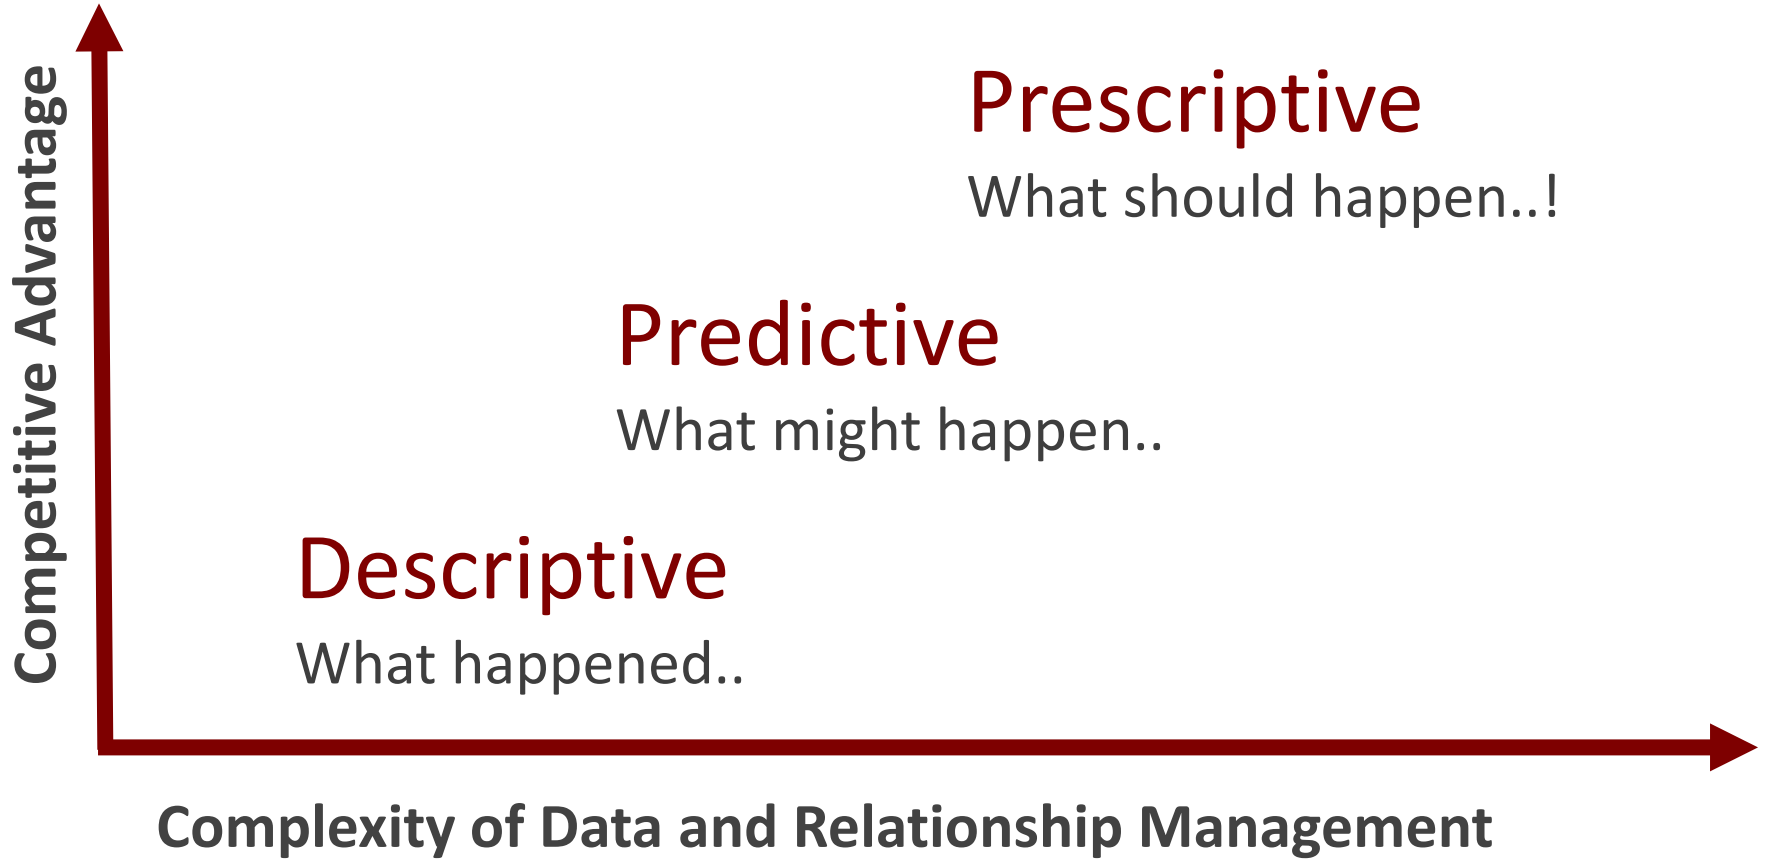 Competitive Advantage
Prescriptive
What should happen..!
Predictive
What might happen..
Descriptive
What happened..
Complexity of Data and Relationship Management